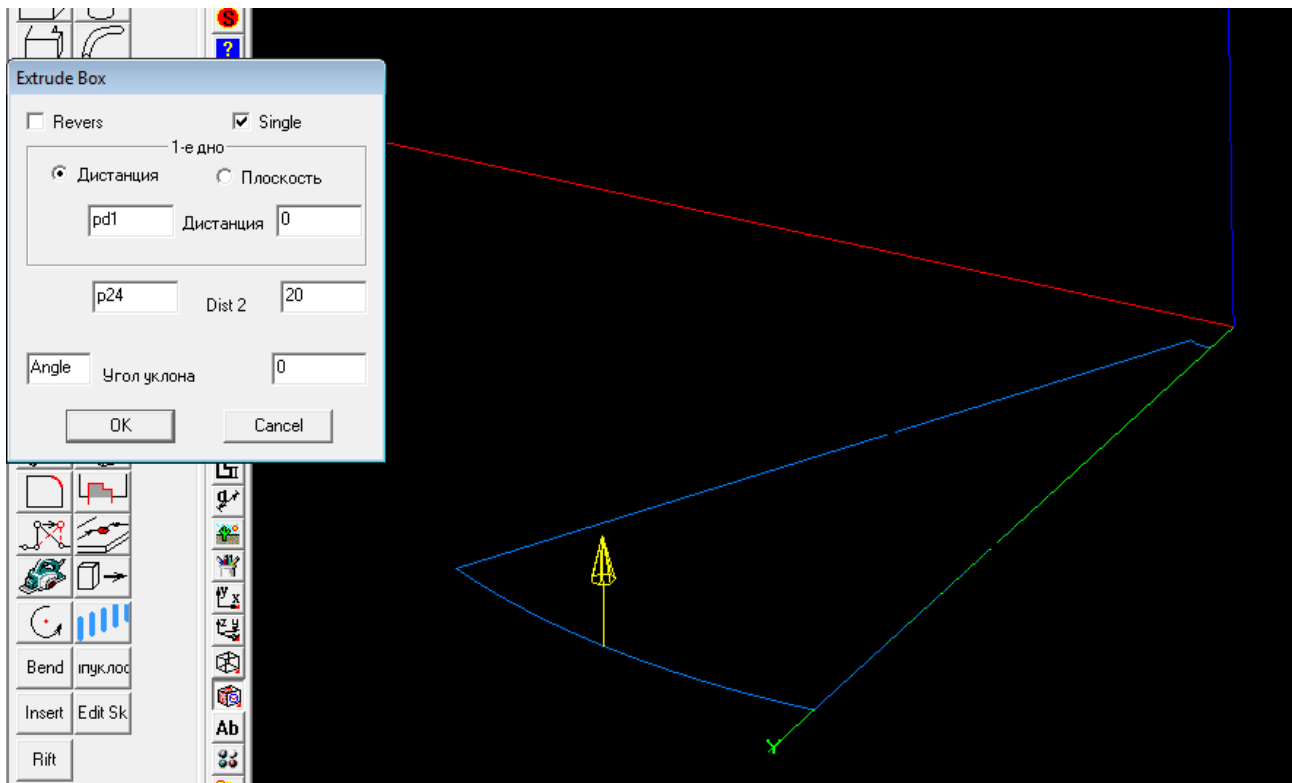 S
?
Extrude Box
Revers
Single
1-е дно
Дистанция
Плоскость
pd1
Дистанция
0
p24
Dist 2
20
Angle
Угол уклона
0
OK
Cancel
Bend
Insert
Edit Sk
Ab
Rift
Y